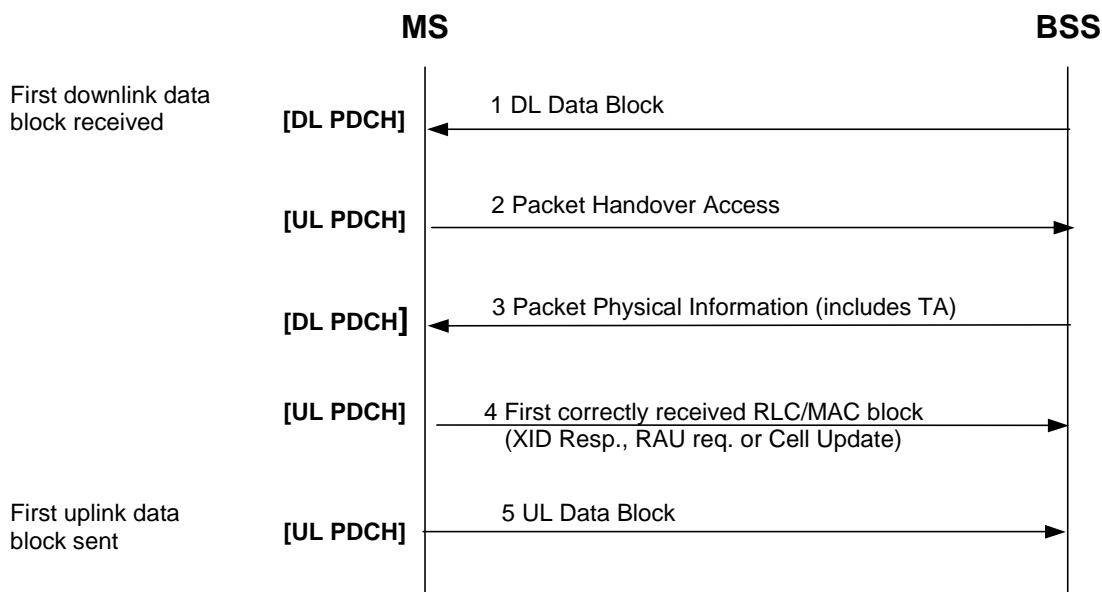 MS BSS
First downlink data
block received
[DL PDCH]
1 DL Data Block
[UL PDCH]
2 Packet Handover Access
[DL PDCH]
3 Packet Physical Information (includes TA)
[UL PDCH]
4 First correctly received RLC/MAC block
(XID Resp., RAU req. or Cell Update)
First uplink data
block sent
[UL PDCH]
5 UL Data Block